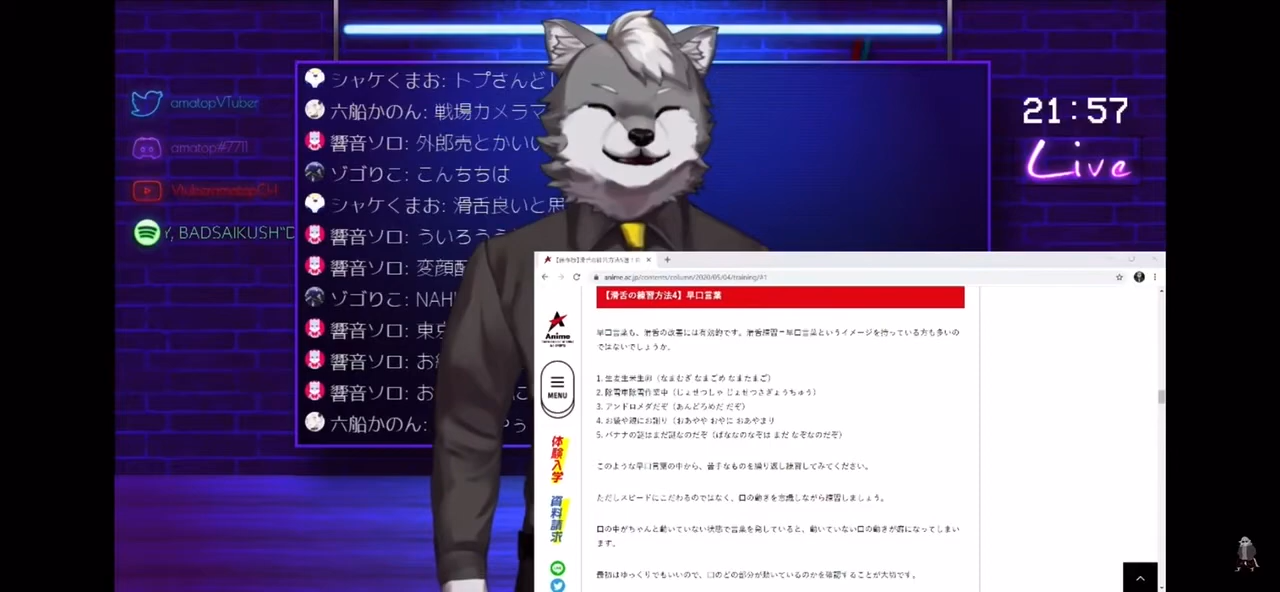 amatopVTuber
amatop#7711
VtuberamatopCH
Y, BADSAIKUSH"D
シャケくまお: トプさんどし
六船かのん: 戦場カメラマ
響音ソロ: 外郎売とかいい
ゾゴりこ: こんちちは
シャケくまお: 滑舌良いと思
響音ソロ: ういろうう
響音ソロ: 変顔酢
ゾゴりこ: NAH
響音ソロ: 東京
響音ソロ: お
響音ソロ: お
に
六船かのん:
21:57
Live
anime.ac.jp/contents/column/2020/05/04/training/#1
Anime
MENU
体験入学
資料請求
【滑舌の練習方法4】早口言葉
早口言葉も、滑舌の改善には有効的です。滑舌練習=早口言葉というイメージを持っている方も多いの
ではないでしょうか。
1. 生麦生米生卵（なまむぎ なまごめ なまたまご）
2. 除雪車除雪作業中（じょせつしゃ じょせつさぎょうちゅう）
3. アンドロメダだぞ（あんどろめだ だぞ）
4. お綾や親にお謝り（おあやや おやに おあやまり
5. バナナの謎はまだ謎なのだぞ（ばななのなぞは まだ なぞなのだぞ）
このような早口言葉の中から、苦手なものを繰り返し練習してみてください。
ただしスピードにこだわるのではなく、口の動きを意識しながら練習しましょう。
口の中がちゃんと動いていない状態で言葉を発していると、動いていない口の動きが癖になってしまい
ます。
最初はゆっくりでもいいので、口のどの部分が動いているのかを確認することが大切です。